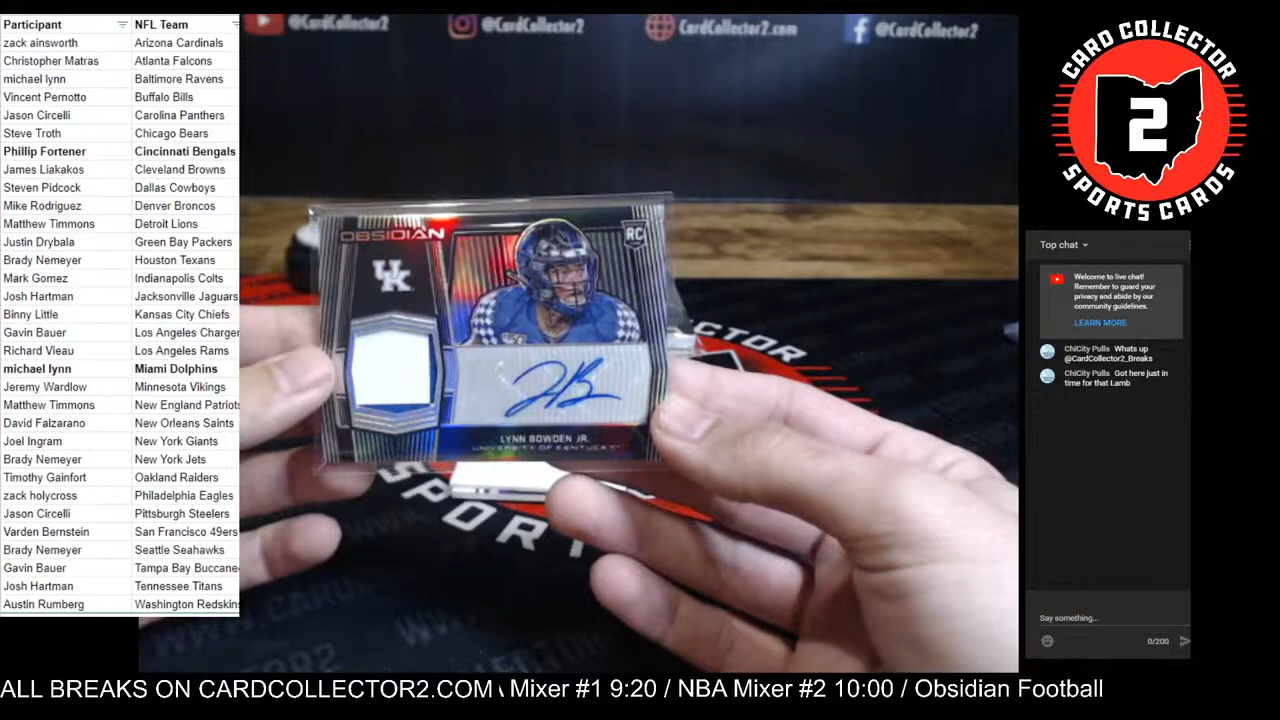 Participant NFL Team
zack ainsworth Arizona Cardinals
Christopher Matras Atlanta Falcons
michael lynn Baltimore Ravens
Vincent Pernotto Buffalo Bills
Jason Circelli Carolina Panthers
Steve Troth Chicago Bears
Phillip Fortener Cincinnati Bengals
James Liakakos Cleveland Browns
Steven Pidcock Dallas Cowboys
Mike Rodriguez Denver Broncos
Matthew Timmons Detroit Lions
Justin Drybala Green Bay Packers
Brady Nemeyer Houston Texans
Mark Gomez Indianapolis Colts
Josh Hartman Jacksonville Jaguars
Binny Little Kansas City Chiefs
Gavin Bauer Los Angeles Charger
Richard Vieau Los Angeles Rams
michael lynn Miami Dolphins
Jeremy Wardlow Minnesota Vikings
Matthew Timmons New England Patriots
David Falzarano New Orleans Saints
Joel Ingram New York Giants
Brady Nemeyer New York Jets
Timothy Gainfort Oakland Raiders
zack holycross Philadelphia Eagles
Jason Circelli Pittsburgh Steelers
Varden Bernstein San Francisco 49ers
Brady Nemeyer Seattle Seahawks
Gavin Bauer Tampa Bay Buccane
Josh Hartman Tennessee Titans
Austin Rumberg Washington Redskins
@CardCollector2 @CardCollector2 CardCollector2.com @CardCollector2
OBSIDIAN
RC
UK
LYNN BOWDEN JR.
UNIVERSITY OF KENTUCKY
COLLECTOR
SPORT
CARD COLLECTOR
2
SPORTS CARDS
Top chat
Welcome to live chat!
Remember to guard your
privacy and abide by our
community guidelines.
LEARN MORE
ChiCity Pulls Whats up
@CardCollector2_Breaks
ChiCity Pulls Got here just in
time for that Lamb
Say something...
0/200
ALL BREAKS ON CARDCOLLECTOR2.COM \ Mixer #1 9:20 / NBA Mixer #2 10:00 / Obsidian Football